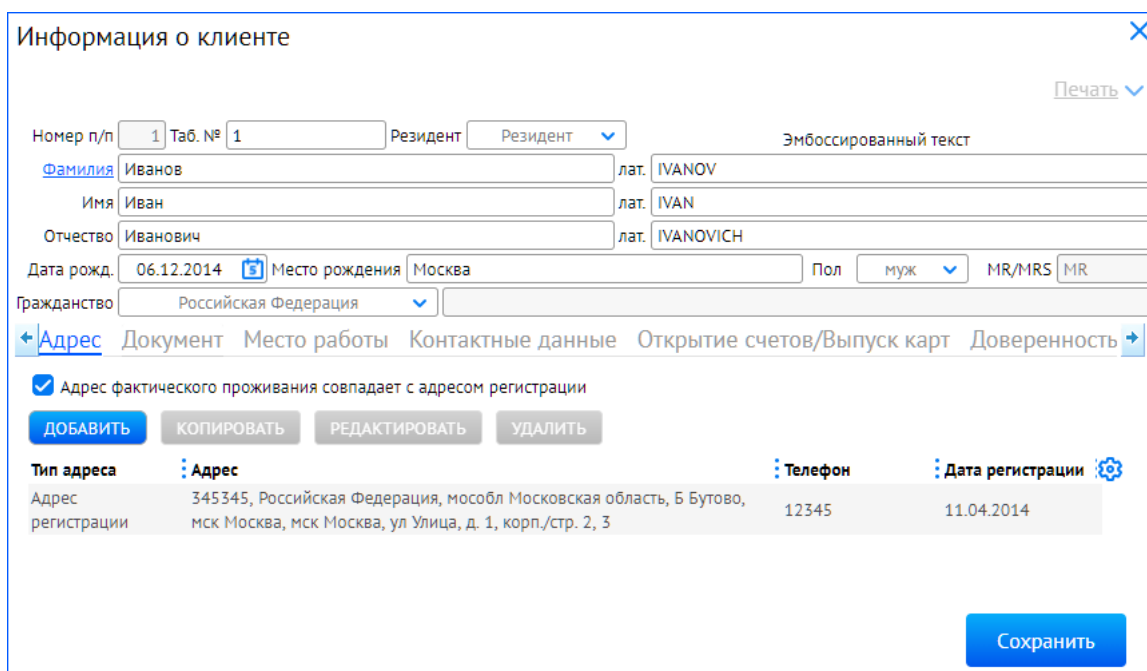 Информация о клиенте
Печать
Номер п/п 1 Таб. № 1 Резидент Резидент Эмбоссированный текст
Фамилия Иванов лат. IVANOV
Имя Иван лат. IVAN
Отчество Иванович лат. IVANOVICH
Дата рожд. 06.12.2014 5 Место рождения Москва Пол муж MR/MRS MR
Гражданство Российская Федерация
Адрес Документ Место работы Контактные данные Открытие счетов/Выпуск карт Доверенность
Адрес фактического проживания совпадает с адресом регистрации
ДОБАВИТЬ КОПИРОВАТЬ РЕДАКТИРОВАТЬ УДАЛИТЬ
Тип адреса Адрес Телефон Дата регистрации
Адрес регистрации 345345, Российская Федерация, мособл Московская область, Б Бутово,
мск Москва, мск Москва, ул Улица, д. 1, корп./стр. 2, 3 12345 11.04.2014
Сохранить